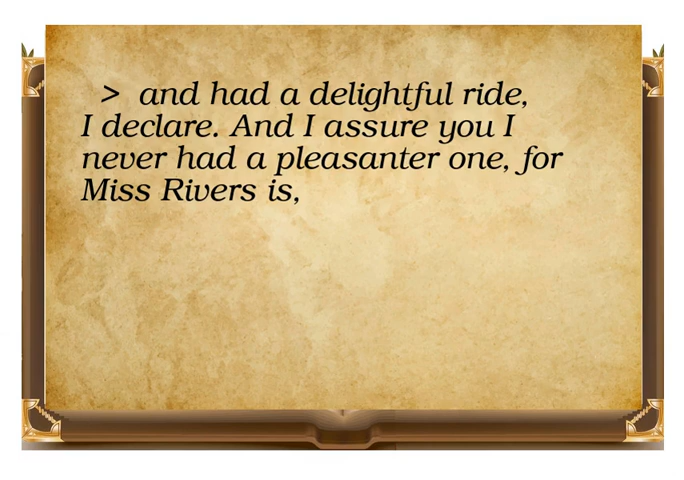 > and had a delightful ride,
I declare. And I assure you I
never had a pleasanter one, for
Miss Rivers is,